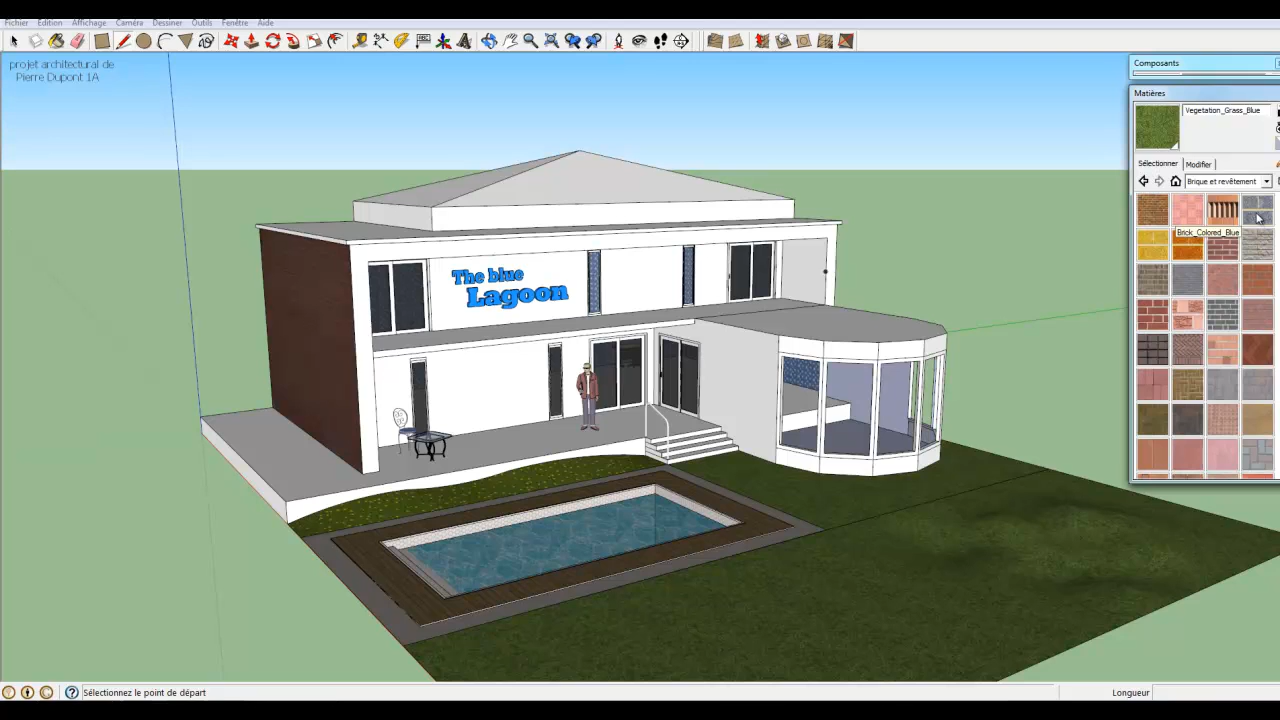 Fichier Edition Affichage Caméra Dessiner Outils Fenêtre Aide
projet architectural de
Pierre Dupont 1A
Composants
Matières
Vegetation_Grass_Blue
Sélectionner Modifier
Brique et revêtement
Brick_Colored_Blue
The blue
Lagoon
Sélectionnez le point de départ
Longueur